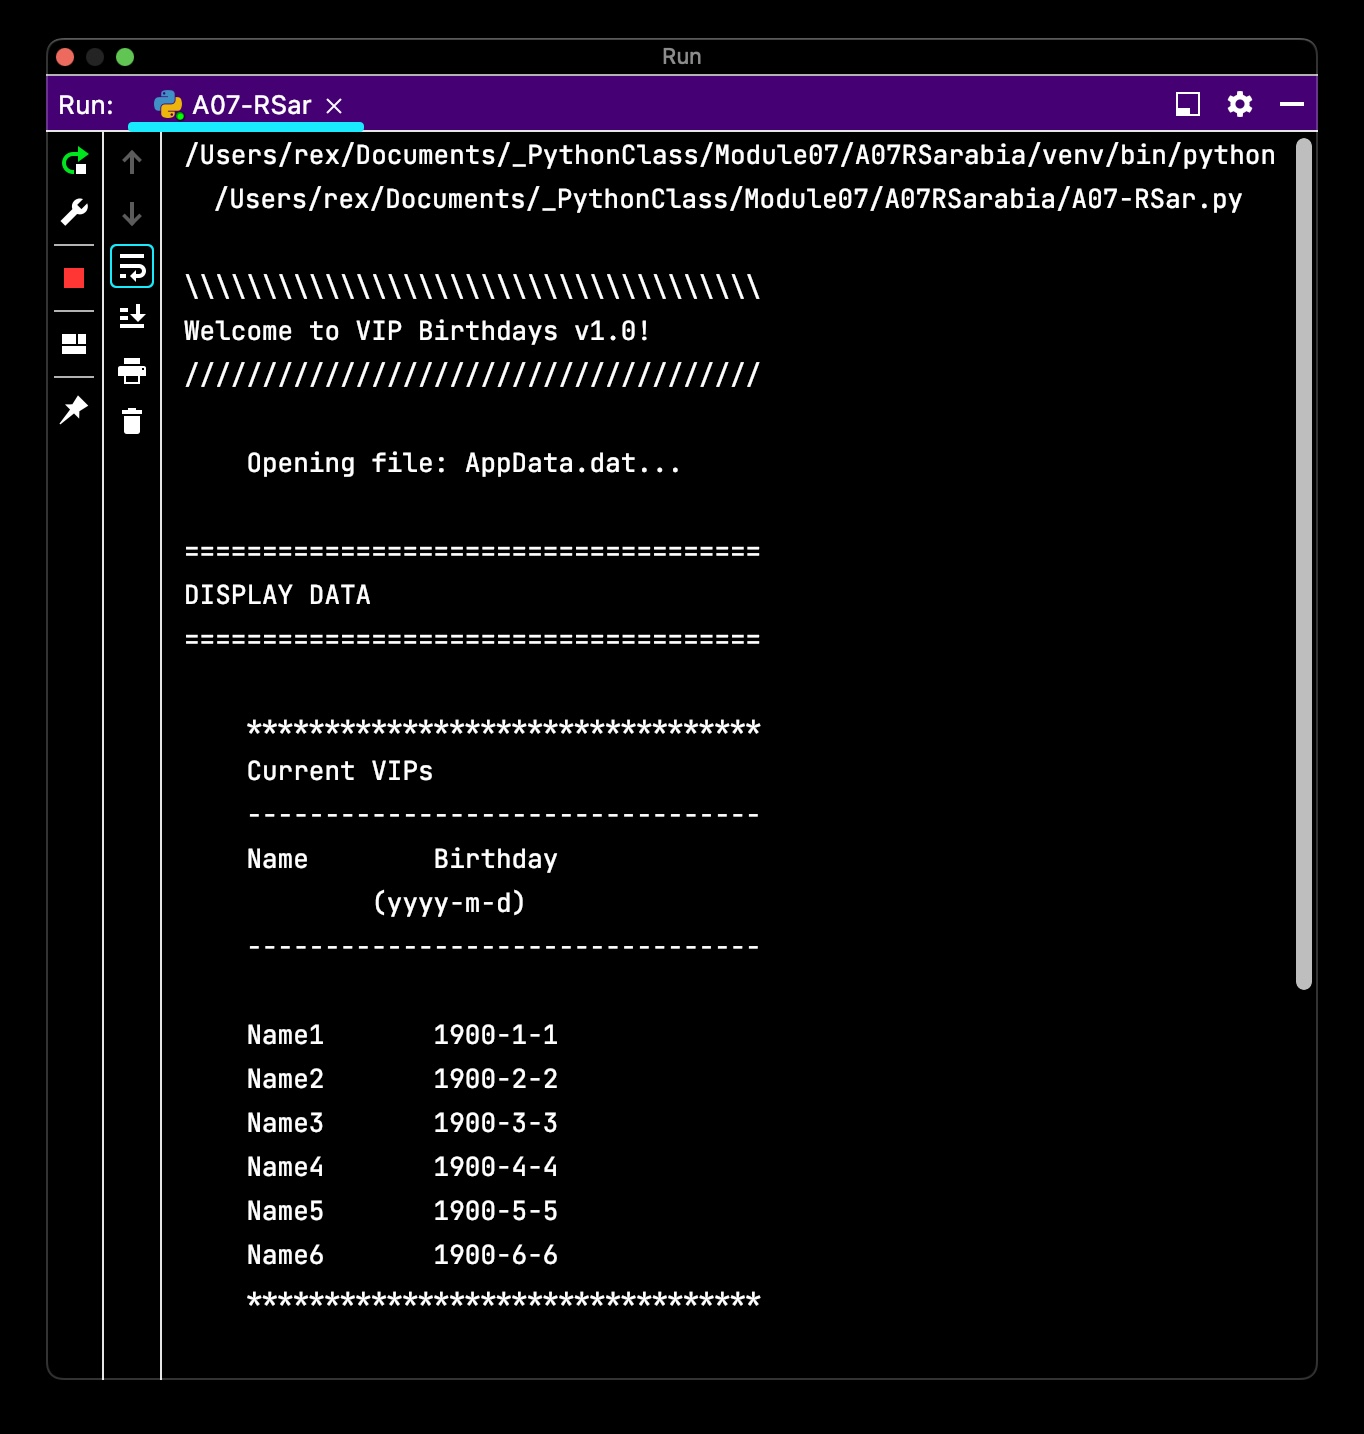 Run
Run: A07-RSar ×
/Users/rex/Documents/_PythonClass/Module07/A07RSarabia/venv/bin/python
/Users/rex/Documents/_PythonClass/Module07/A07RSarabia/A07-RSar.py
\\\\\\\\\\\\\\\\\\\\\\\\\\\\\\\\\\\\\
Welcome to VIP Birthdays v1.0!
/////////////////////////////////////
Opening file: AppData.dat...
=====================================
DISPLAY DATA
=====================================
*********************************
Current VIPs
---------------------------------
Name        Birthday
(yyyy-m-d)
---------------------------------
Name1       1900-1-1
Name2       1900-2-2
Name3       1900-3-3
Name4       1900-4-4
Name5       1900-5-5
Name6       1900-6-6
*********************************